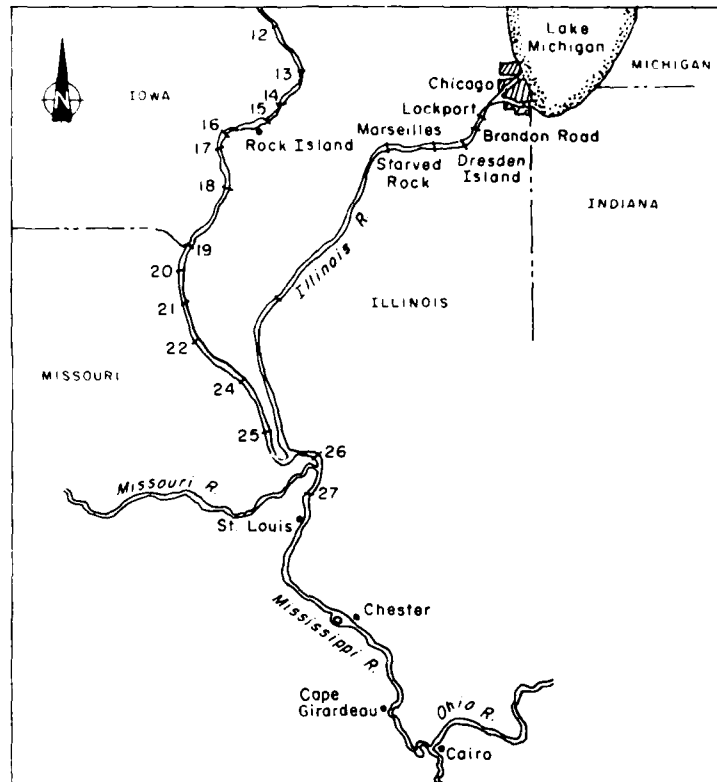 12
Lake
Michigan
MICHIGAN
13
Chicago
N
IOWA
14
Lockport
15
16
Marseilles
Brandon Road
Rock Island
17
Starved
Rock
Dresden
Island
18
INDIANA
19
Illinois R
20
ILLINOIS
21
22
MISSOURI
24
25
26
Missouri R.
27
St. Louis
Chester
Mississippi R.
Cape
Girardeau
Ohio R.
Cairo